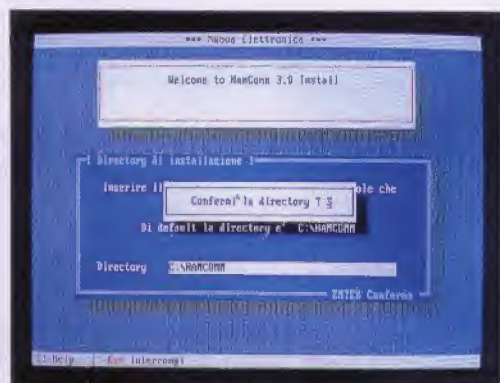 *** Nuova Elettronica ***
Welcome to HamComm 3.0 Install
[ Directory di installazione ]
Inserire il
ole che
Confermi la directory ? S
Di default la directory e' C:\HAMCOMM
Directory C:\HAMCOMM
ENTER Conferma
Help Esc Interrompi